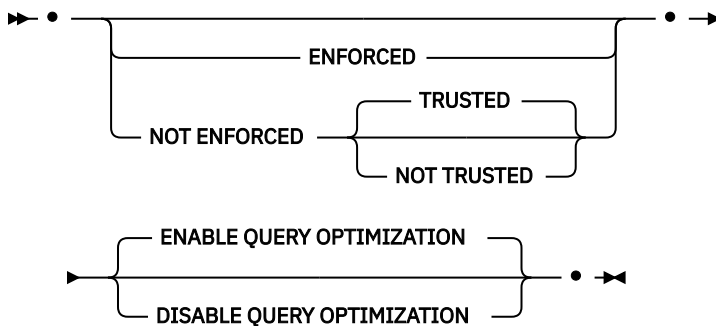 ENFORCED
TRUSTED
NOT ENFORCED
NOT TRUSTED
ENABLE QUERY OPTIMIZATION
DISABLE QUERY OPTIMIZATION